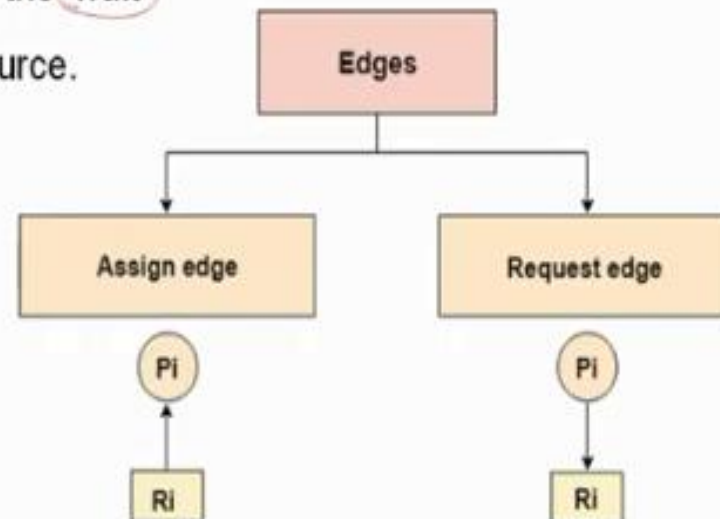 urce.
Edges
Assign edge
Request edge
Pi
Pi
Ri
Ri